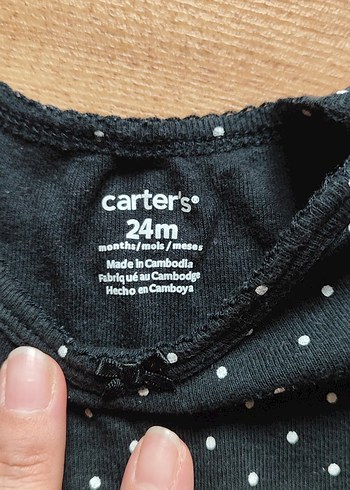 carter's®
24m
months/mois/meses
Made in Cambodia
Fabriqué au Cambodge
Hecho en Camboya